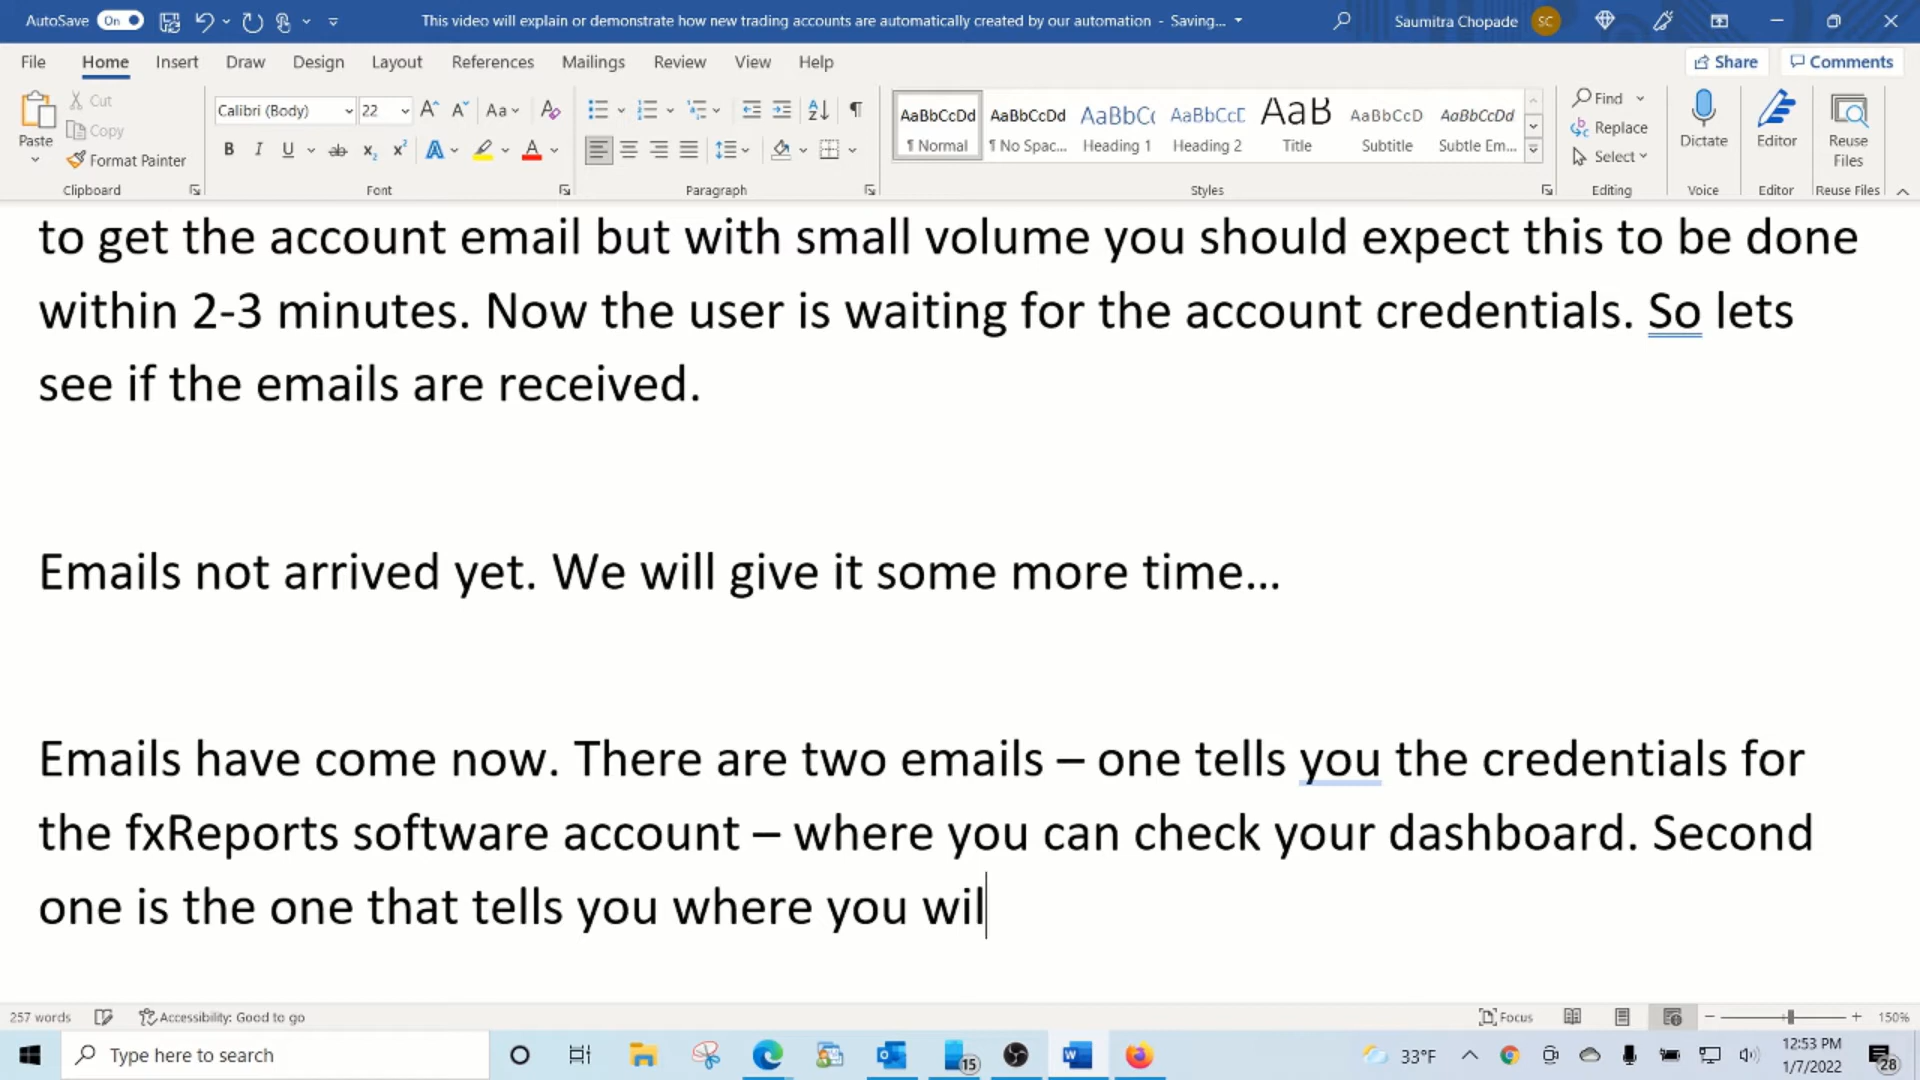 AutoSave On This video will explain or demonstrate how new trading accounts are automatically created by our automation - Saving... Saumitra Chopade SC
File Home Insert Draw Design Layout References Mailings Review View Help Share Comments
Paste Cut Copy Format Painter Clipboard
Calibri (Body) 22 Aa Font
B I U ab x₂ x² A A
Paragraph
AaBbCcDd AaBbCcDd AaBbCc AaBbCcD AaB AaBbCcD AaBbCcDd
¶ Normal ¶ No Spac... Heading 1 Heading 2 Title Subtitle Subtle Em...
Styles
Find Replace Select Editing
Dictate Voice
Editor Editor
Reuse Files Reuse Files
to get the account email but with small volume you should expect this to be done
within 2-3 minutes. Now the user is waiting for the account credentials. So lets
see if the emails are received.
Emails not arrived yet. We will give it some more time...
Emails have come now. There are two emails – one tells you the credentials for
the fxReports software account – where you can check your dashboard. Second
one is the one that tells you where you wil
257 words Accessibility: Good to go Focus 150%
Type here to search 15 33°F 12:53 PM
1/7/2022 28